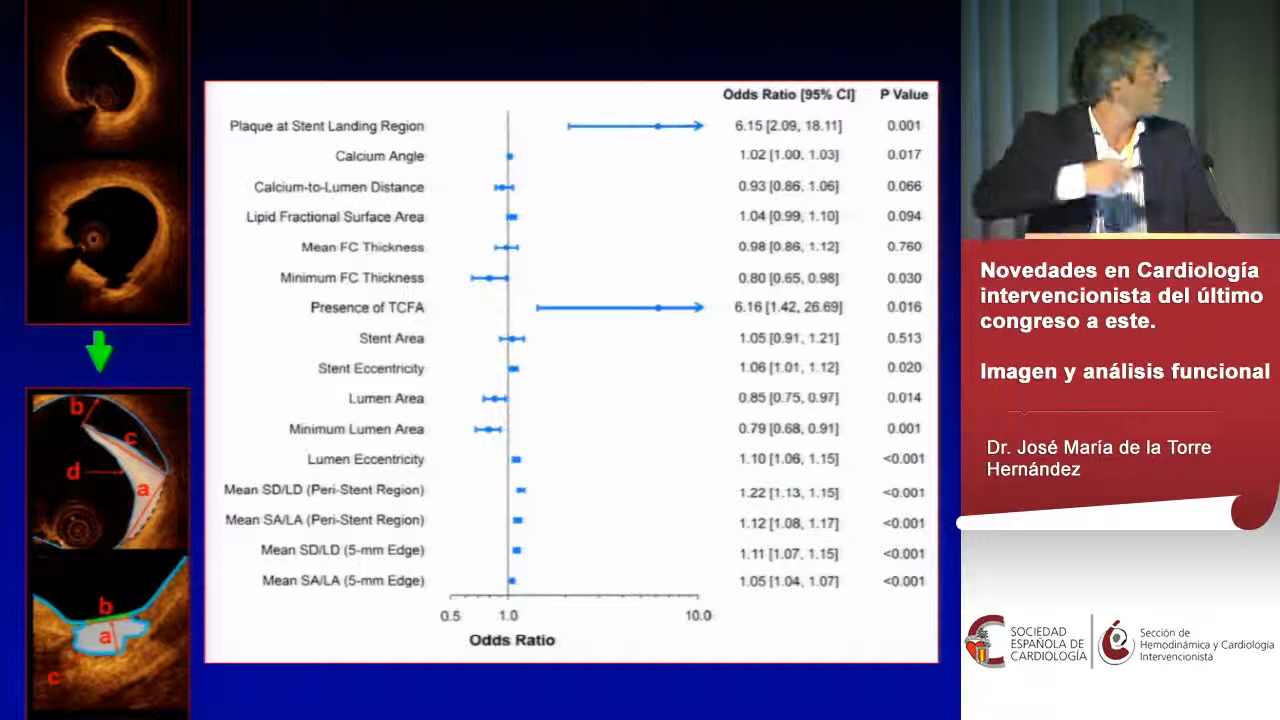 Odds Ratio [95% CI] P Value
Plaque at Stent Landing Region 6.15 [2.09, 18.11] 0.001
Calcium Angle 1.02 [1.00, 1.03] 0.017
Calcium-to-Lumen Distance 0.93 [0.86, 1.06] 0.066
Lipid Fractional Surface Area 1.04 [0.99, 1.10] 0.094
Mean FC Thickness 0.98 [0.86, 1.12] 0.760
Minimum FC Thickness 0.80 [0.65, 0.98] 0.030
Presence of TCFA 6.16 [1.42, 26.69] 0.016
Stent Area 1.05 [0.91, 1.21] 0.513
Stent Eccentricity 1.06 [1.01, 1.12] 0.020
Lumen Area 0.85 [0.75, 0.97] 0.014
Minimum Lumen Area 0.79 [0.68, 0.91] 0.001
Lumen Eccentricity 1.10 [1.06, 1.15] <0.001
Mean SD/LD (Peri-Stent Region) 1.22 [1.13, 1.15] <0.001
Mean SA/LA (Peri-Stent Region) 1.12 [1.08, 1.17] <0.001
Mean SD/LD (5-mm Edge) 1.11 [1.07, 1.15] <0.001
Mean SA/LA (5-mm Edge) 1.05 [1.04, 1.07] <0.001
0.5 1.0 10.0
Odds Ratio
b
c
d
a
b
a
c
Novedades en Cardiología
intervencionista del último
congreso a este.
Imagen y análisis funcional
Dr. José María de la Torre
Hernández
SOCIEDAD
ESPAÑOLA DE
CARDIOLOGÍA
Sección de
Hemodinámica y Cardiología
Intervencionista